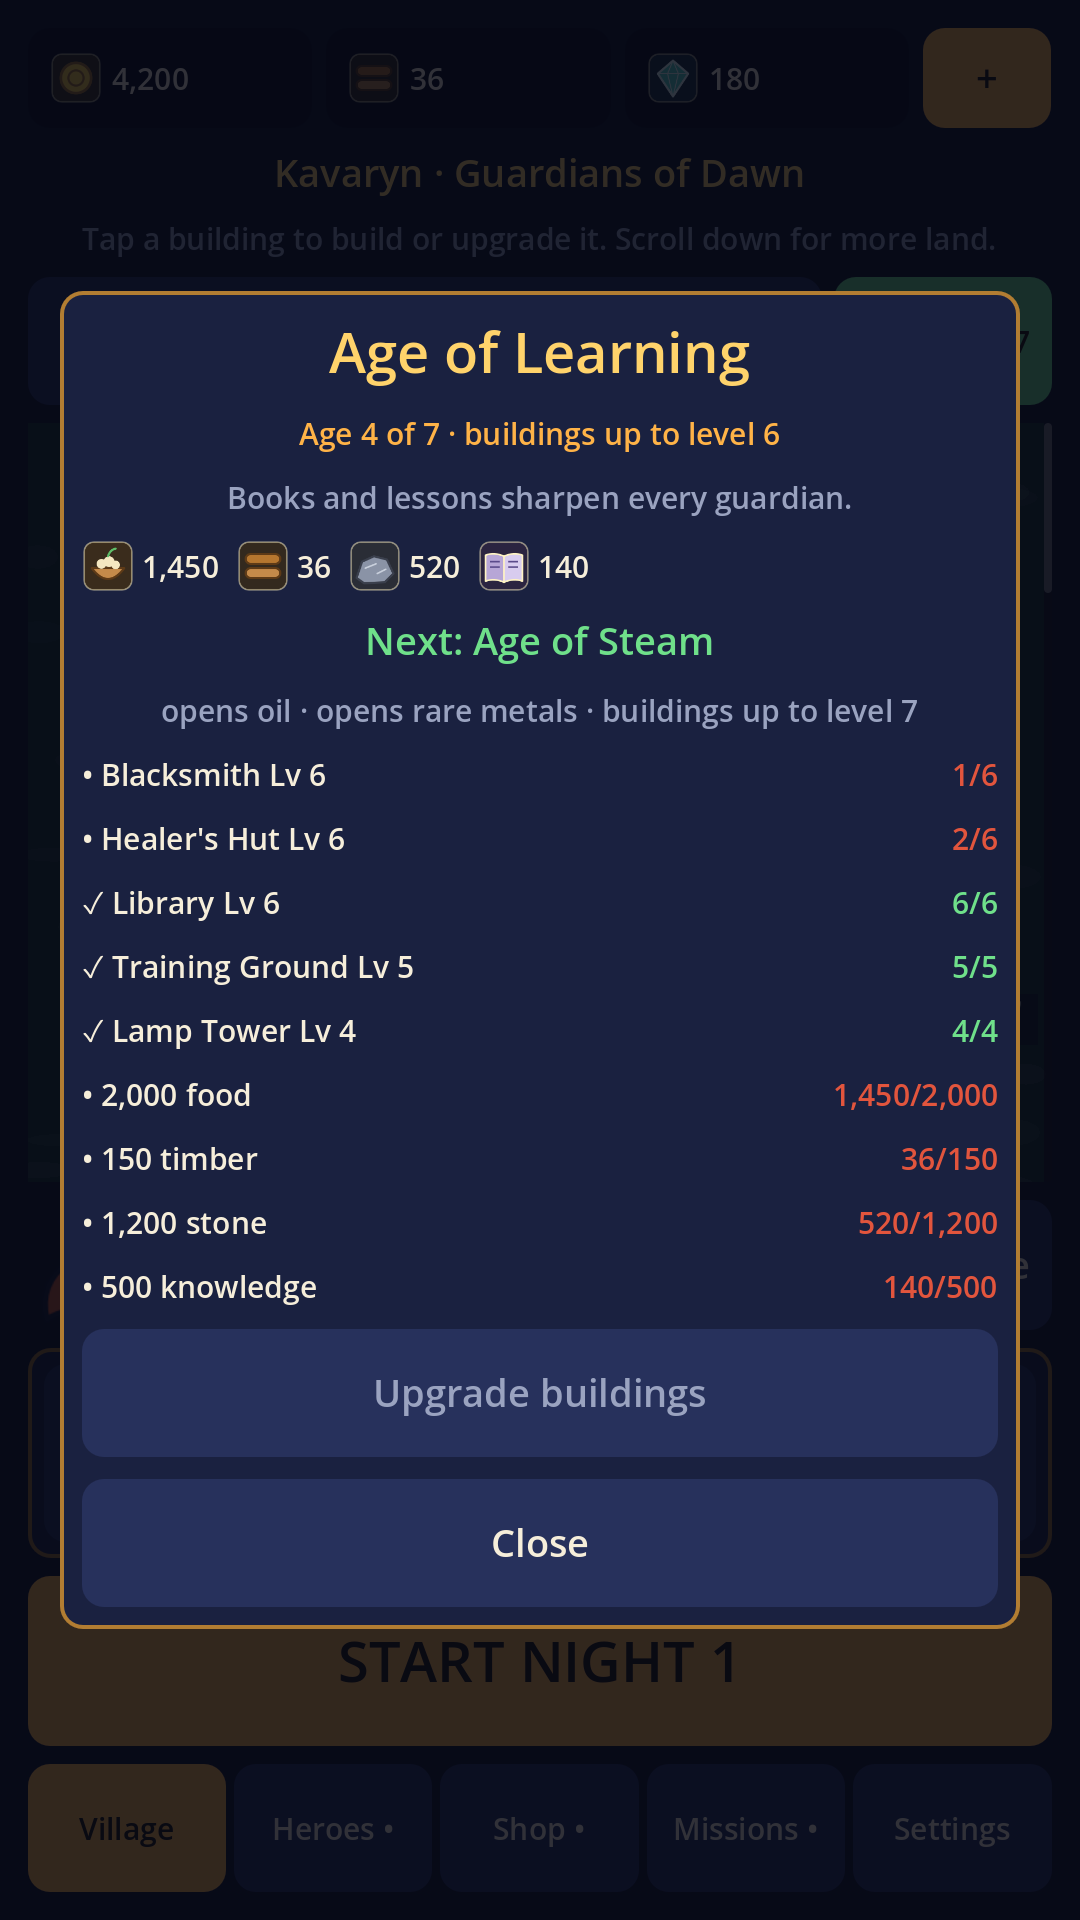 4,200
36
180
+
Kavaryn · Guardians of Dawn
Tap a building to build or upgrade it. Scroll down for more land.
7
Age of Learning
Age 4 of 7 · buildings up to level 6
Books and lessons sharpen every guardian.
1,450
36
520
140
Next: Age of Steam
opens oil · opens rare metals · buildings up to level 7
• Blacksmith Lv 6 1/6
• Healer's Hut Lv 6 2/6
✓ Library Lv 6 6/6
✓ Training Ground Lv 5 5/5
✓ Lamp Tower Lv 4 4/4
• 2,000 food 1,450/2,000
• 150 timber 36/150
• 1,200 stone 520/1,200
• 500 knowledge 140/500
Upgrade buildings
Close
START NIGHT 1
Village
Heroes •
Shop •
Missions •
Settings